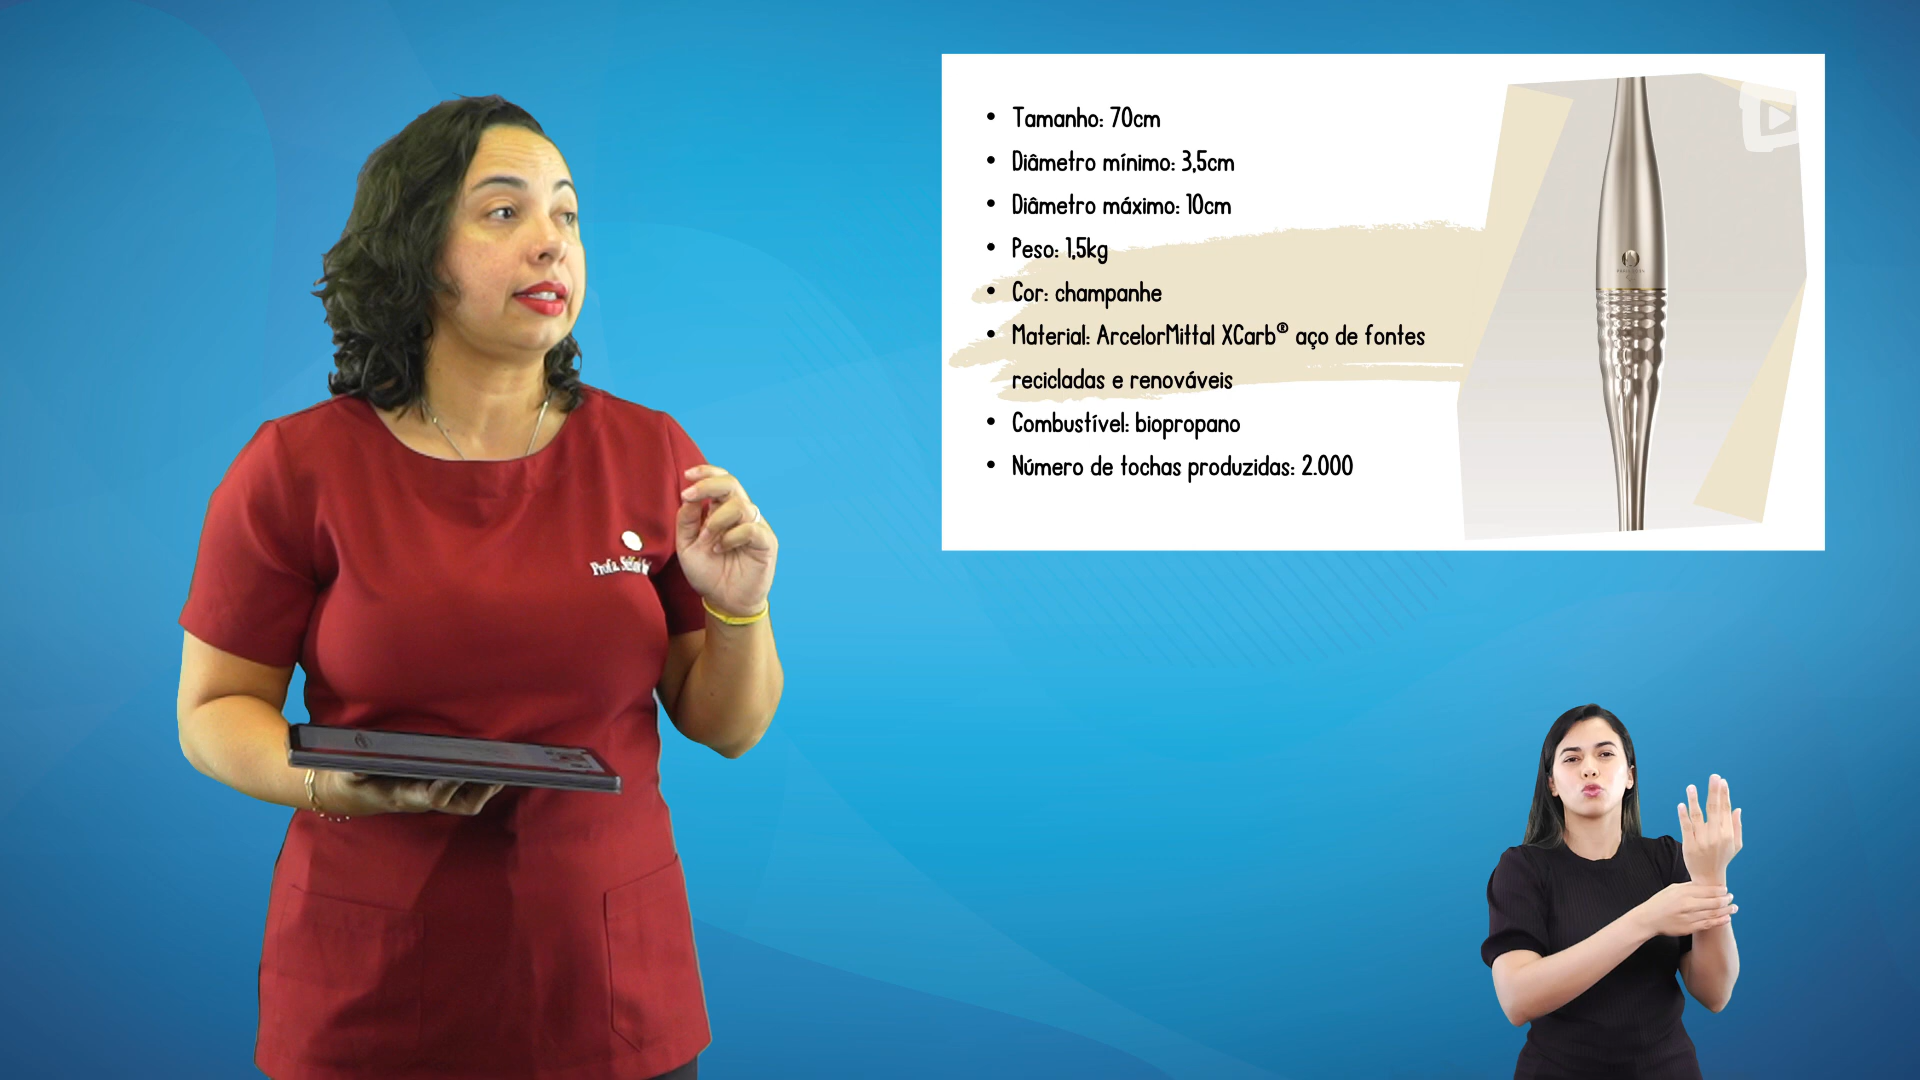 • Tamanho: 70cm
• Diâmetro mínimo: 3,5cm
• Diâmetro máximo: 10cm
• Peso: 1,5kg
• Cor: champanhe
• Material: ArcelorMittal XCarb® aço de fontes
recicladas e renováveis
• Combustível: biopropano
• Número de tochas produzidas: 2.000
Profa.